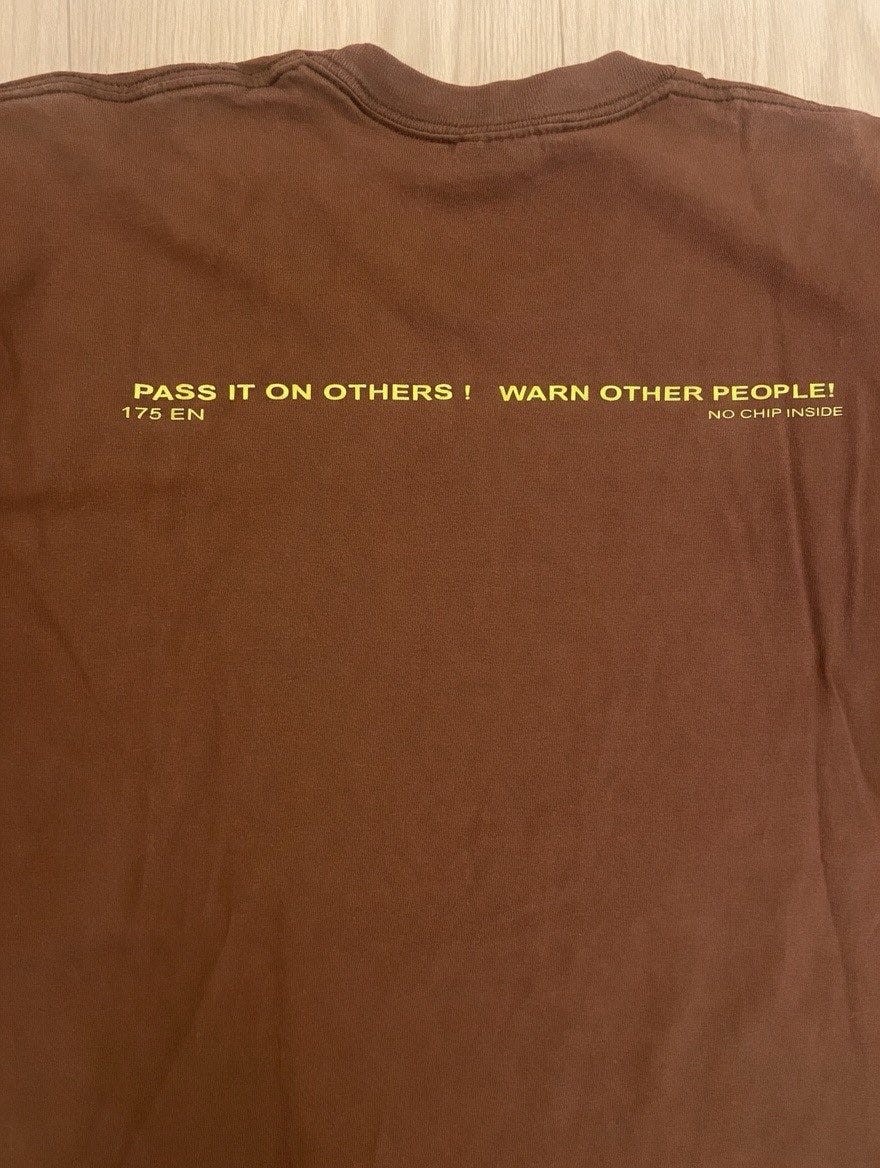 PASS IT ON OTHERS ! WARN OTHER PEOPLE!
175 EN NO CHIP INSIDE